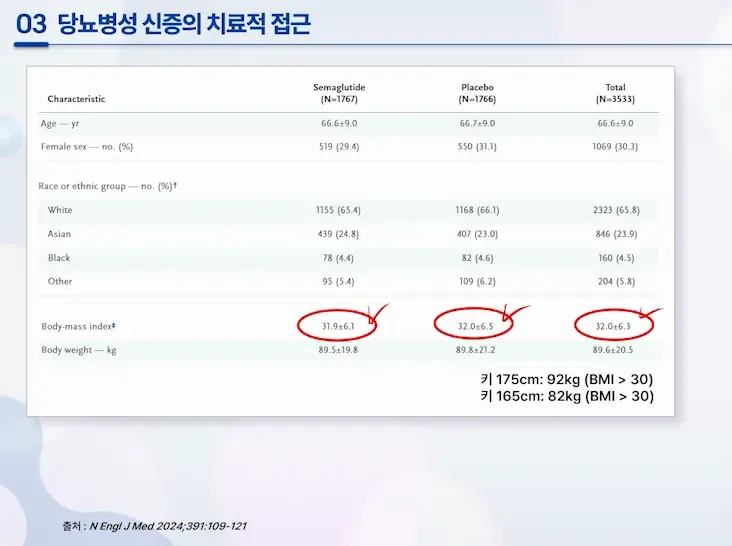 03 당뇨병성 신증의 치료적 접근
Characteristic Semaglutide (N=1767) Placebo (N=1766) Total (N=3533)
Age — yr 66.6±9.0 66.7±9.0 66.6±9.0
Female sex — no. (%) 519 (29.4) 550 (31.1) 1069 (30.3)
Race or ethnic group — no. (%)†
White 1155 (65.4) 1168 (66.1) 2323 (65.8)
Asian 439 (24.8) 407 (23.0) 846 (23.9)
Black 78 (4.4) 82 (4.6) 160 (4.5)
Other 95 (5.4) 109 (6.2) 204 (5.8)
Body-mass index‡ 31.9±6.1 32.0±6.5 32.0±6.3
Body weight — kg 89.5±19.8 89.8±21.2 89.6±20.5
키 175cm: 92kg (BMI > 30)
키 165cm: 82kg (BMI > 30)
출처 : N Engl J Med 2024;391:109-121